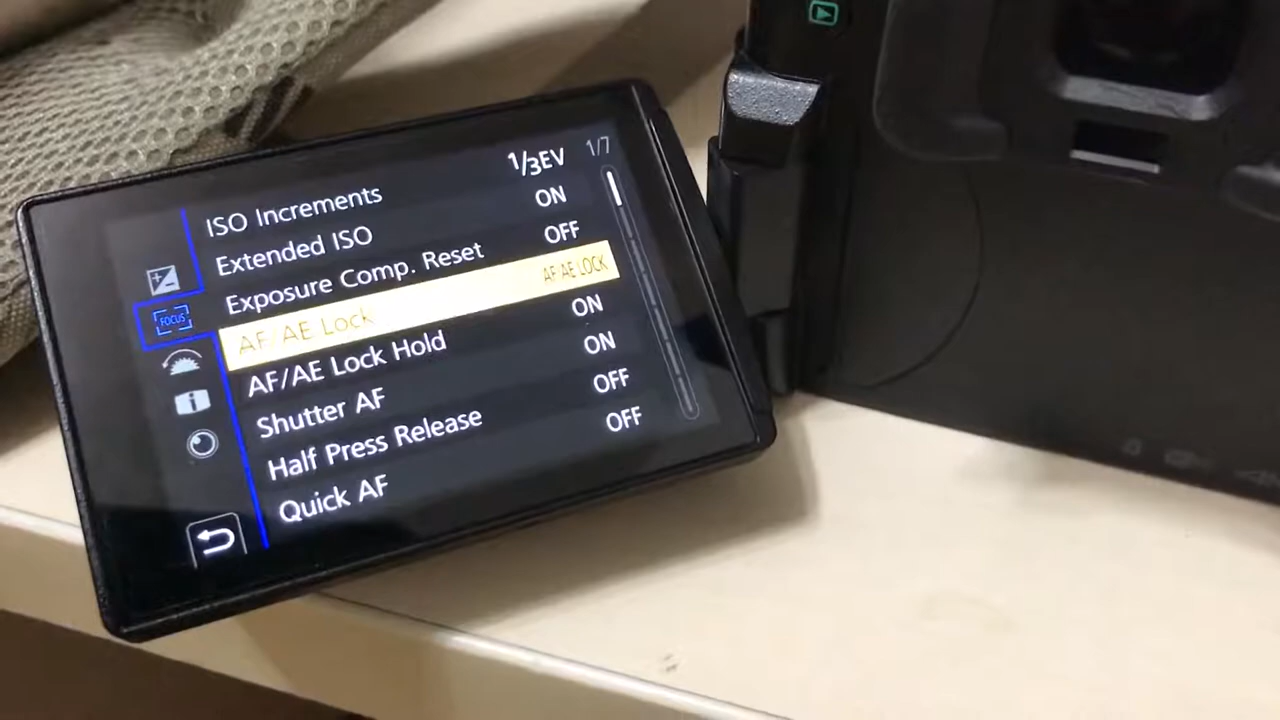 1/7
ISO Increments 1/3EV
Extended ISO ON
Exposure Comp. Reset OFF
FOCUS
AF/AE Lock AF/AE LOCK
AF/AE Lock Hold ON
Shutter AF ON
Half Press Release OFF
Quick AF OFF